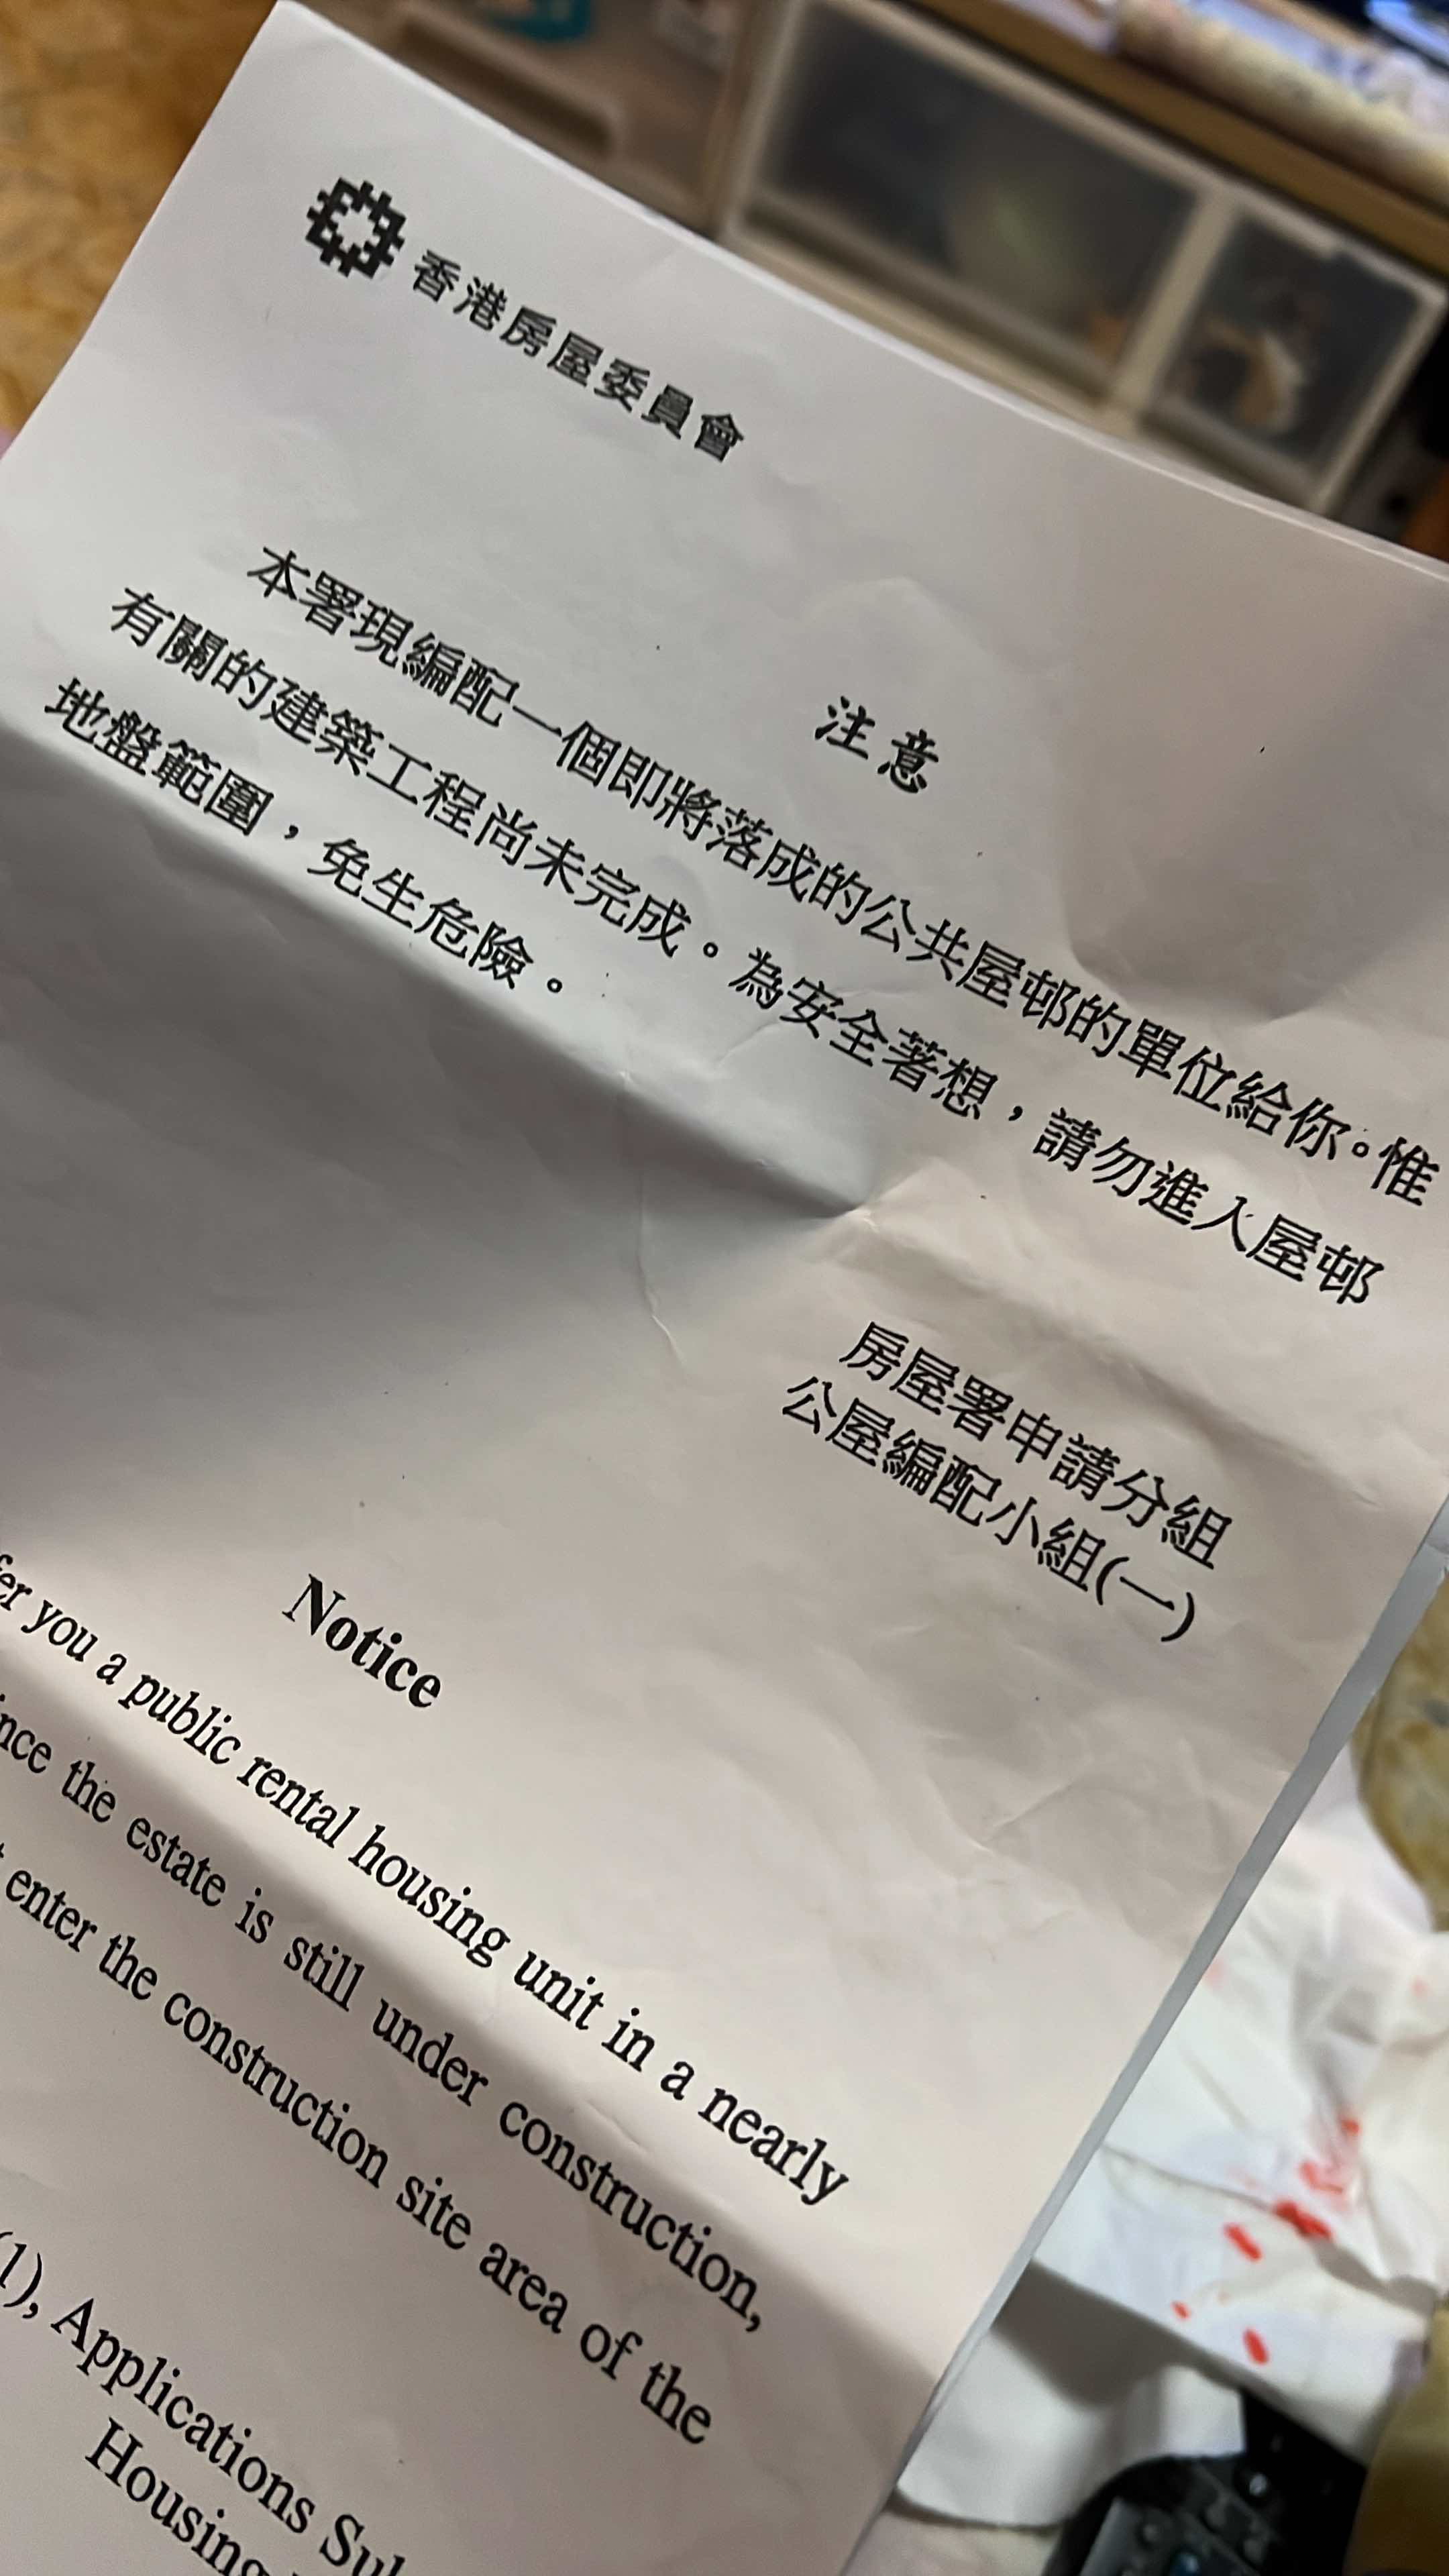 香港房屋委員會
注意
本署現編配一個即將落成的公共屋邨的單位給你。惟
有關的建築工程尚未完成。為安全著想，請勿進入屋邨
地盤範圍，免生危險。
房屋署申請分組
公屋編配小組(一)
Notice
you a public rental housing unit in a nearly
the estate is still under construction,
enter the construction site area of the
(1), Applications
Housing